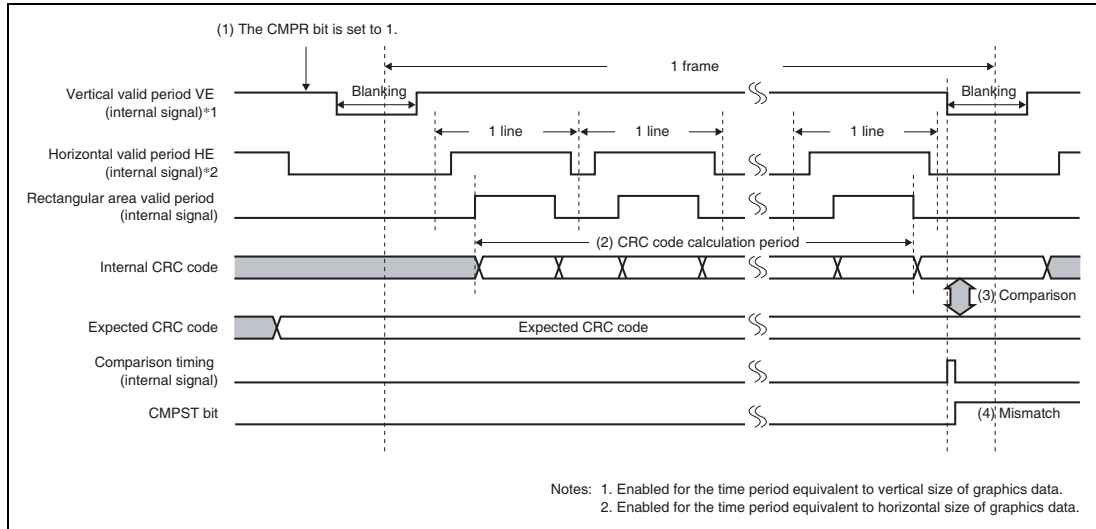 (1) The CMPR bit is set to 1.
1 frame
Vertical valid period VE
(internal signal)*1
Blanking
Blanking
1 line
1 line
1 line
Horizontal valid period HE
(internal signal)*2
Rectangular area valid period
(internal signal)
(2) CRC code calculation period
Internal CRC code
(3) Comparison
Expected CRC code
Expected CRC code
Comparison timing
(internal signal)
CMPST bit
(4) Mismatch
Notes: 1. Enabled for the time period equivalent to vertical size of graphics data.
2. Enabled for the time period equivalent to horizontal size of graphics data.